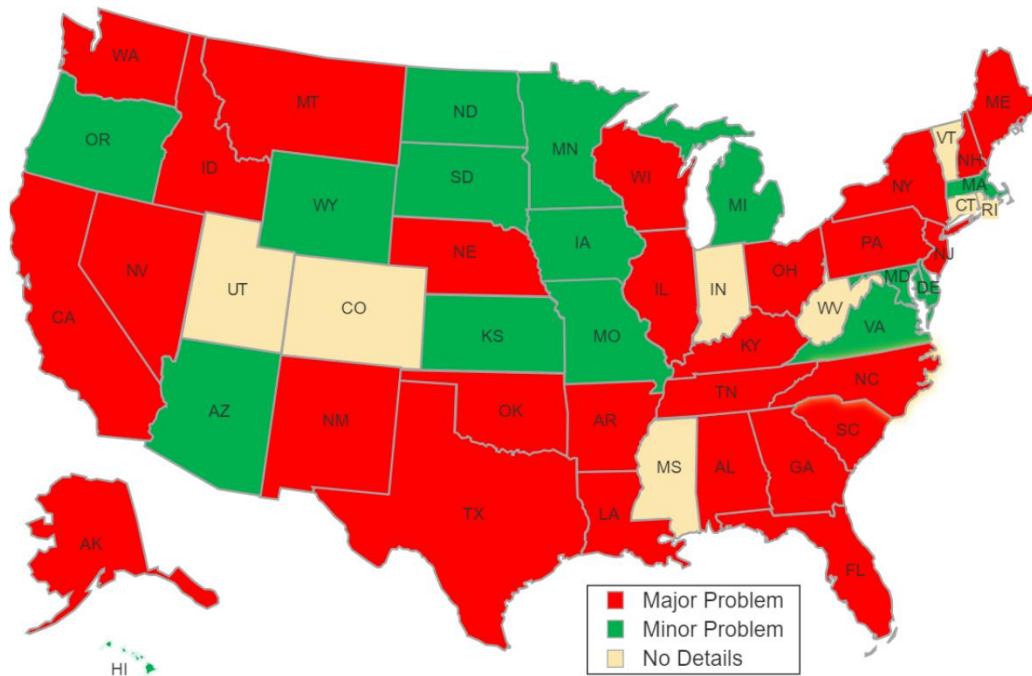 WA
MT
ND
ME
OR
MN
VT
ID
WI
NH
SD
NY
MA
WY
MI
CT
RI
IA
PA
NE
NJ
NV
OH
UT
IL
IN
MD
DE
CO
WV
CA
KS
MO
VA
KY
NC
TN
AZ
OK
NM
AR
SC
MS
AL
GA
TX
LA
AK
FL
Major Problem
Minor Problem
No Details
HI